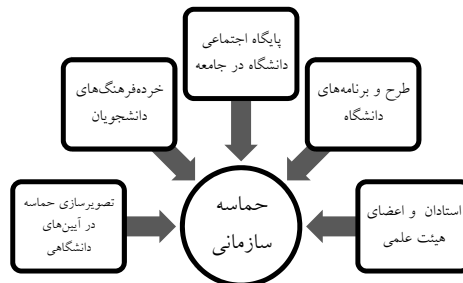 پایگاه اجتماعی
دانشگاه در جامعه
طرح و برنامه‌های
دانشگاه
خرده‌فرهنگ‌های
دانشجویان
استادان و اعضای
هیئت علمی
تصویرسازی حماسه
در آیین‌های
دانشگاهی
حماسه
سازمانی